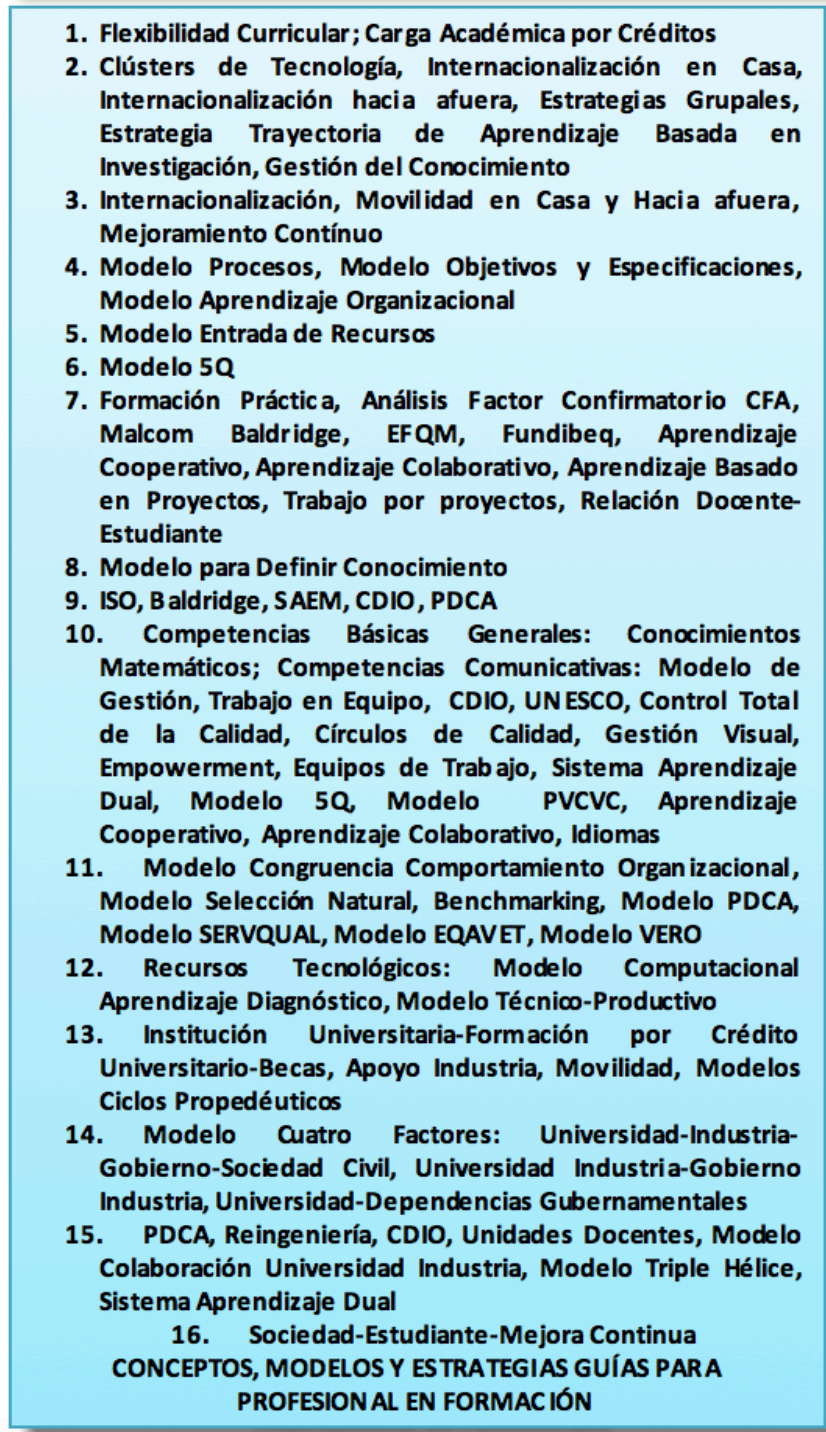 1. Flexibilidad Curricular; Carga Académica por Créditos
2. Clústers de Tecnología, Internacionalización en Casa,
Internacionalización hacia afuera, Estrategias Grupales,
Estrategia Trayectoria de Aprendizaje Basada en
Investigación, Gestión del Conocimiento
3. Internacionalización, Movilidad en Casa y Hacia afuera,
Mejoramiento Contínuo
4. Modelo Procesos, Modelo Objetivos y Especificaciones,
Modelo Aprendizaje Organizacional
5. Modelo Entrada de Recursos
6. Modelo 5Q
7. Formación Práctica, Análisis Factor Confirmatorio CFA,
Malcom Baldridge, EFQM, Fundibeq, Aprendizaje
Cooperativo, Aprendizaje Colaborativo, Aprendizaje Basado
en Proyectos, Trabajo por proyectos, Relación Docente-
Estudiante
8. Modelo para Definir Conocimiento
9. ISO, Baldridge, SAEM, CDIO, PDCA
10. Competencias Básicas Generales: Conocimientos
Matemáticos; Competencias Comunicativas: Modelo de
Gestión, Trabajo en Equipo, CDIO, UNESCO, Control Total
de la Calidad, Círculos de Calidad, Gestión Visual,
Empowerment, Equipos de Trabajo, Sistema Aprendizaje
Dual, Modelo 5Q, Modelo PVCVC, Aprendizaje
Cooperativo, Aprendizaje Colaborativo, Idiomas
11. Modelo Congruencia Comportamiento Organizacional,
Modelo Selección Natural, Benchmarking, Modelo PDCA,
Modelo SERVQUAL, Modelo EQAVET, Modelo VERO
12. Recursos Tecnológicos: Modelo Computacional
Aprendizaje Diagnóstico, Modelo Técnico-Productivo
13. Institución Universitaria-Formación por Crédito
Universitario-Becas, Apoyo Industria, Movilidad, Modelos
Ciclos Propedéuticos
14. Modelo Cuatro Factores: Universidad-Industria-
Gobierno-Sociedad Civil, Universidad Industria-Gobierno
Industria, Universidad-Dependencias Gubernamentales
15. PDCA, Reingeniería, CDIO, Unidades Docentes, Modelo
Colaboración Universidad Industria, Modelo Triple Hélice,
Sistema Aprendizaje Dual
16. Sociedad-Estudiante-Mejora Continua
CONCEPTOS, MODELOS Y ESTRATEGIAS GUÍAS PARA
PROFESIONAL EN FORMACIÓN